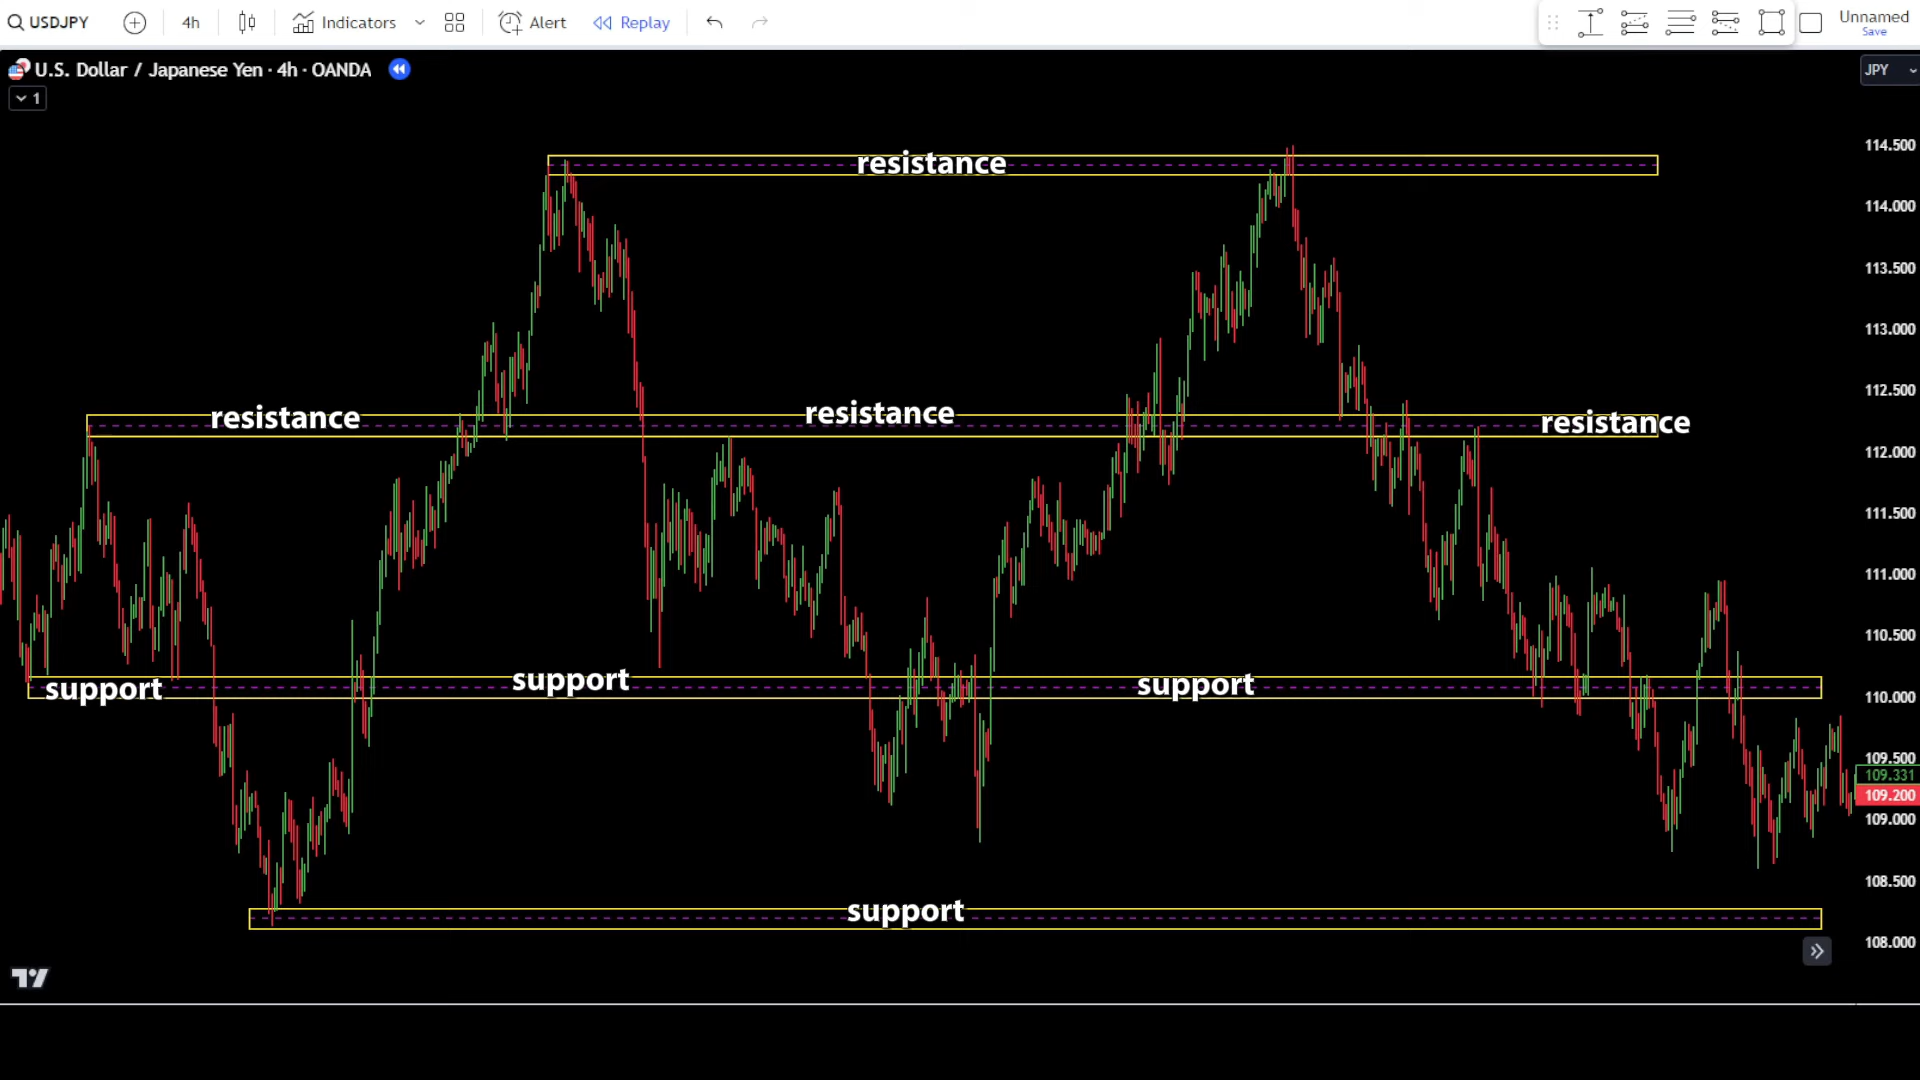 USDJPY 4h Indicators Alert Replay Unnamed
Save
U.S. Dollar / Japanese Yen · 4h · OANDA JPY
1
114.500
resistance
114.000
113.500
113.000
112.500
resistance resistance resistance
112.000
111.500
111.000
110.500
support support support
110.000
109.500
109.331
109.200
109.000
108.500
support
108.000